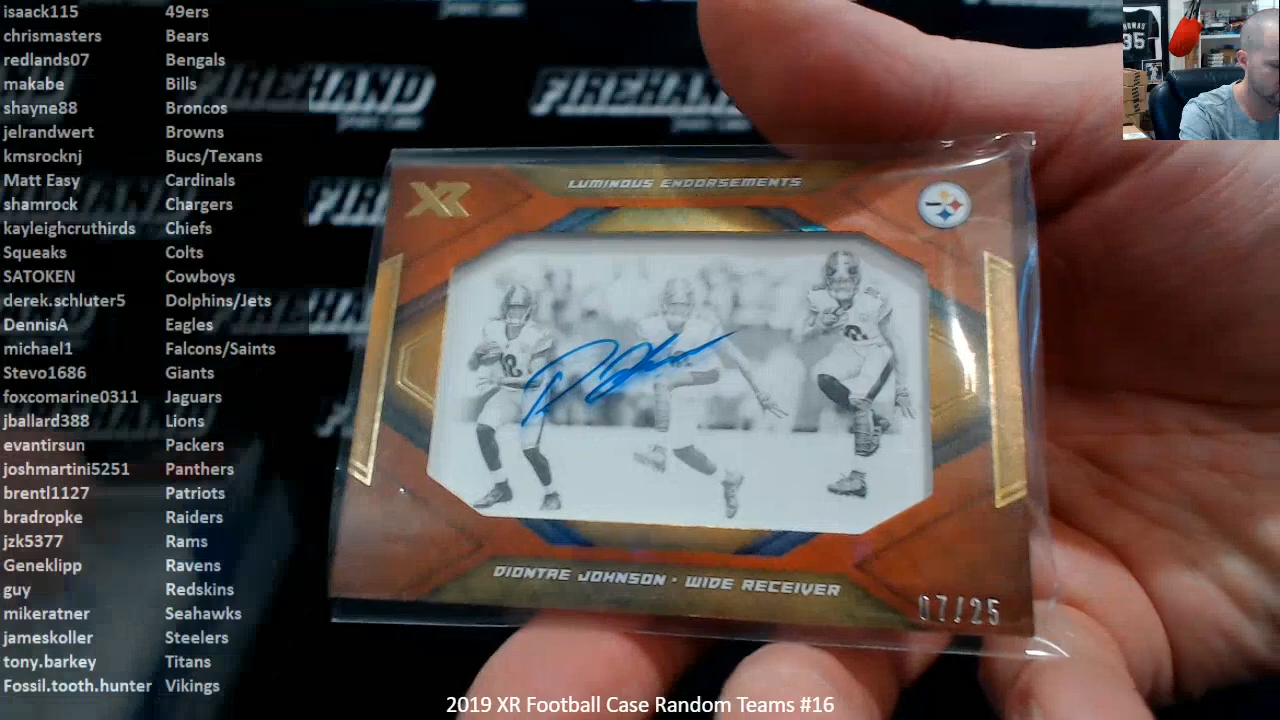 isaack115 49ers
chrismasters Bears
redlands07 Bengals
makabe Bills
shayne88 Broncos
jelrandwert Browns
kmsrocknj Bucs/Texans
Matt Easy Cardinals
shamrock Chargers
kayleighcruthirds Chiefs
Squeaks Colts
SATOKEN Cowboys
derek.schluter5 Dolphins/Jets
DennisA Eagles
michael1 Falcons/Saints
Stevo1686 Giants
foxcomarine0311 Jaguars
jballard388 Lions
evantirsun Packers
joshmartini5251 Panthers
brentl1127 Patriots
bradropke Raiders
jzk5377 Rams
Geneklipp Ravens
guy Redskins
mikeratner Seahawks
jameskoller Steelers
tony.barkey Titans
Fossil.tooth.hunter Vikings
FIREHAND
XR
LUMINOUS ENDORSEMENTS
DIONTAE JOHNSON · WIDE RECEIVER
07/25
95
2019 XR Football Case Random Teams #16